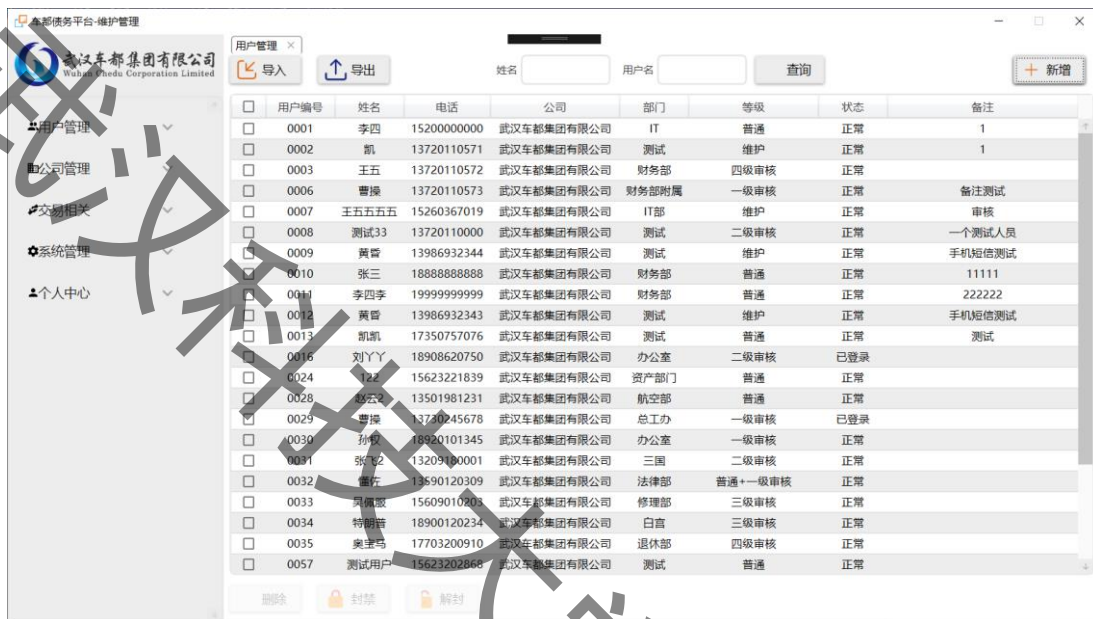 车都债务平台-维护管理
武汉车都集团有限公司
Wuhan Chedu Corporation Limited
用户管理
公司管理
交易相关
系统管理
个人中心
用户管理 ×
导入 导出 姓名 用户名 查询 新增
用户编号 姓名 电话 公司 部门 等级 状态 备注
0001 李四 15200000000 武汉车都集团有限公司 IT 普通 正常 1
0002 凯 13720110571 武汉车都集团有限公司 测试 维护 正常 1
0003 王五 13720110572 武汉车都集团有限公司 财务部 四级审核 正常
0006 曹操 13720110573 武汉车都集团有限公司 财务部附属 一级审核 正常 备注测试
0007 王五五五五 15260367019 武汉车都集团有限公司 IT部 维护 正常 审核
0008 测试33 13720110000 武汉车都集团有限公司 测试 二级审核 正常 一个测试人员
0009 黄昏 13986932344 武汉车都集团有限公司 测试 维护 正常 手机短信测试
0010 张三 18888888888 武汉车都集团有限公司 财务部 普通 正常 11111
0011 李四李 19999999999 武汉车都集团有限公司 财务部 普通 正常 222222
0012 黄昏 13986932343 武汉车都集团有限公司 测试 维护 正常 手机短信测试
0013 凯凯 17350757076 武汉车都集团有限公司 测试 普通 正常 测试
0016 刘丫丫 18908620750 武汉车都集团有限公司 办公室 二级审核 已登录
0024 122 15623221839 武汉车都集团有限公司 资产部门 普通 正常
0028 赵云2 13501981231 武汉车都集团有限公司 航空部 普通 正常
0029 曹操 13730245678 武汉车都集团有限公司 总工办 一级审核 已登录
0030 孙权 18920101345 武汉车都集团有限公司 办公室 一级审核 正常
0031 张飞2 13209180001 武汉车都集团有限公司 三国 二级审核 正常
0032 懂佐 13590120309 武汉车都集团有限公司 法律部 普通+一级审核 正常
0033 吴佩服 15609010203 武汉车都集团有限公司 修理部 三级审核 正常
0034 特朗普 18900120234 武汉车都集团有限公司 白宫 三级审核 正常
0035 奥宝马 17703200910 武汉车都集团有限公司 退休部 四级审核 正常
0057 测试用户 15623202868 武汉车都集团有限公司 测试 普通 正常
删除 封禁 解封
武汉科技大